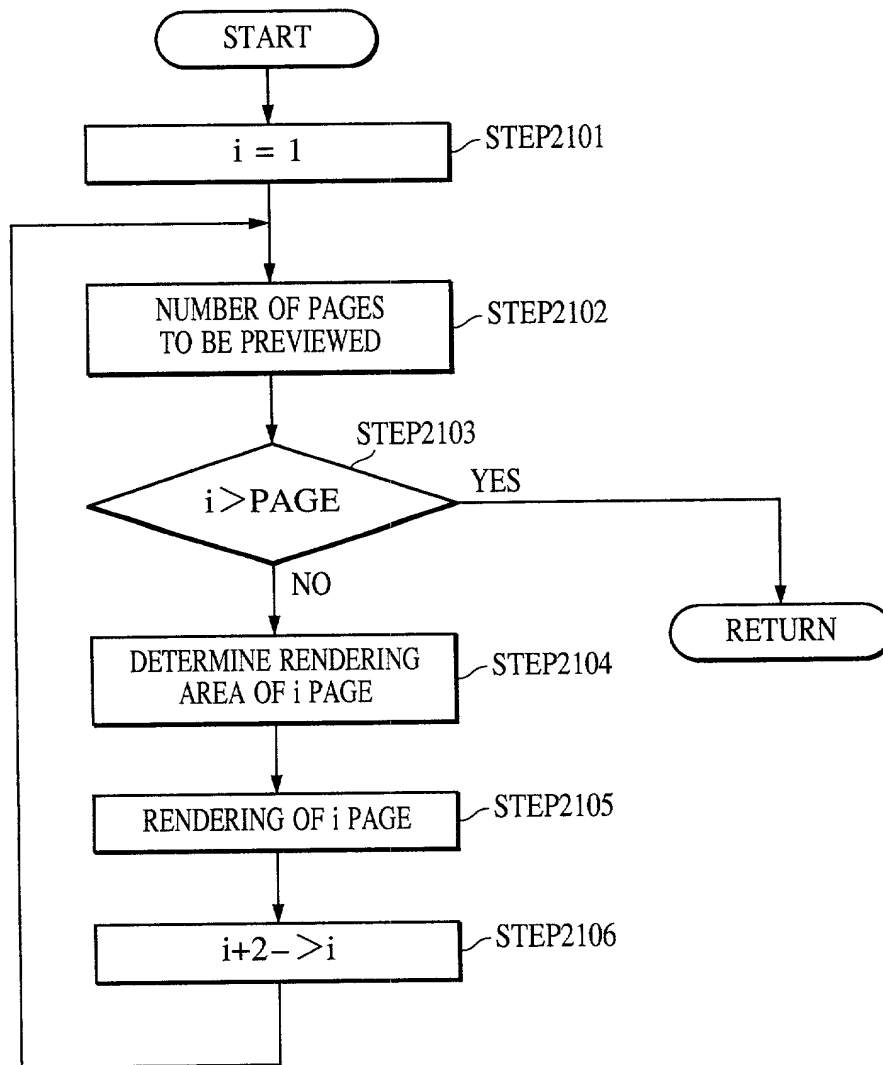 START
i = 1
STEP2101
NUMBER OF PAGES
TO BE PREVIEWED
STEP2102
STEP2103
i>PAGE
YES
NO
RETURN
DETERMINE RENDERING
AREA OF i PAGE
STEP2104
RENDERING OF i PAGE
STEP2105
i+2->i
STEP2106